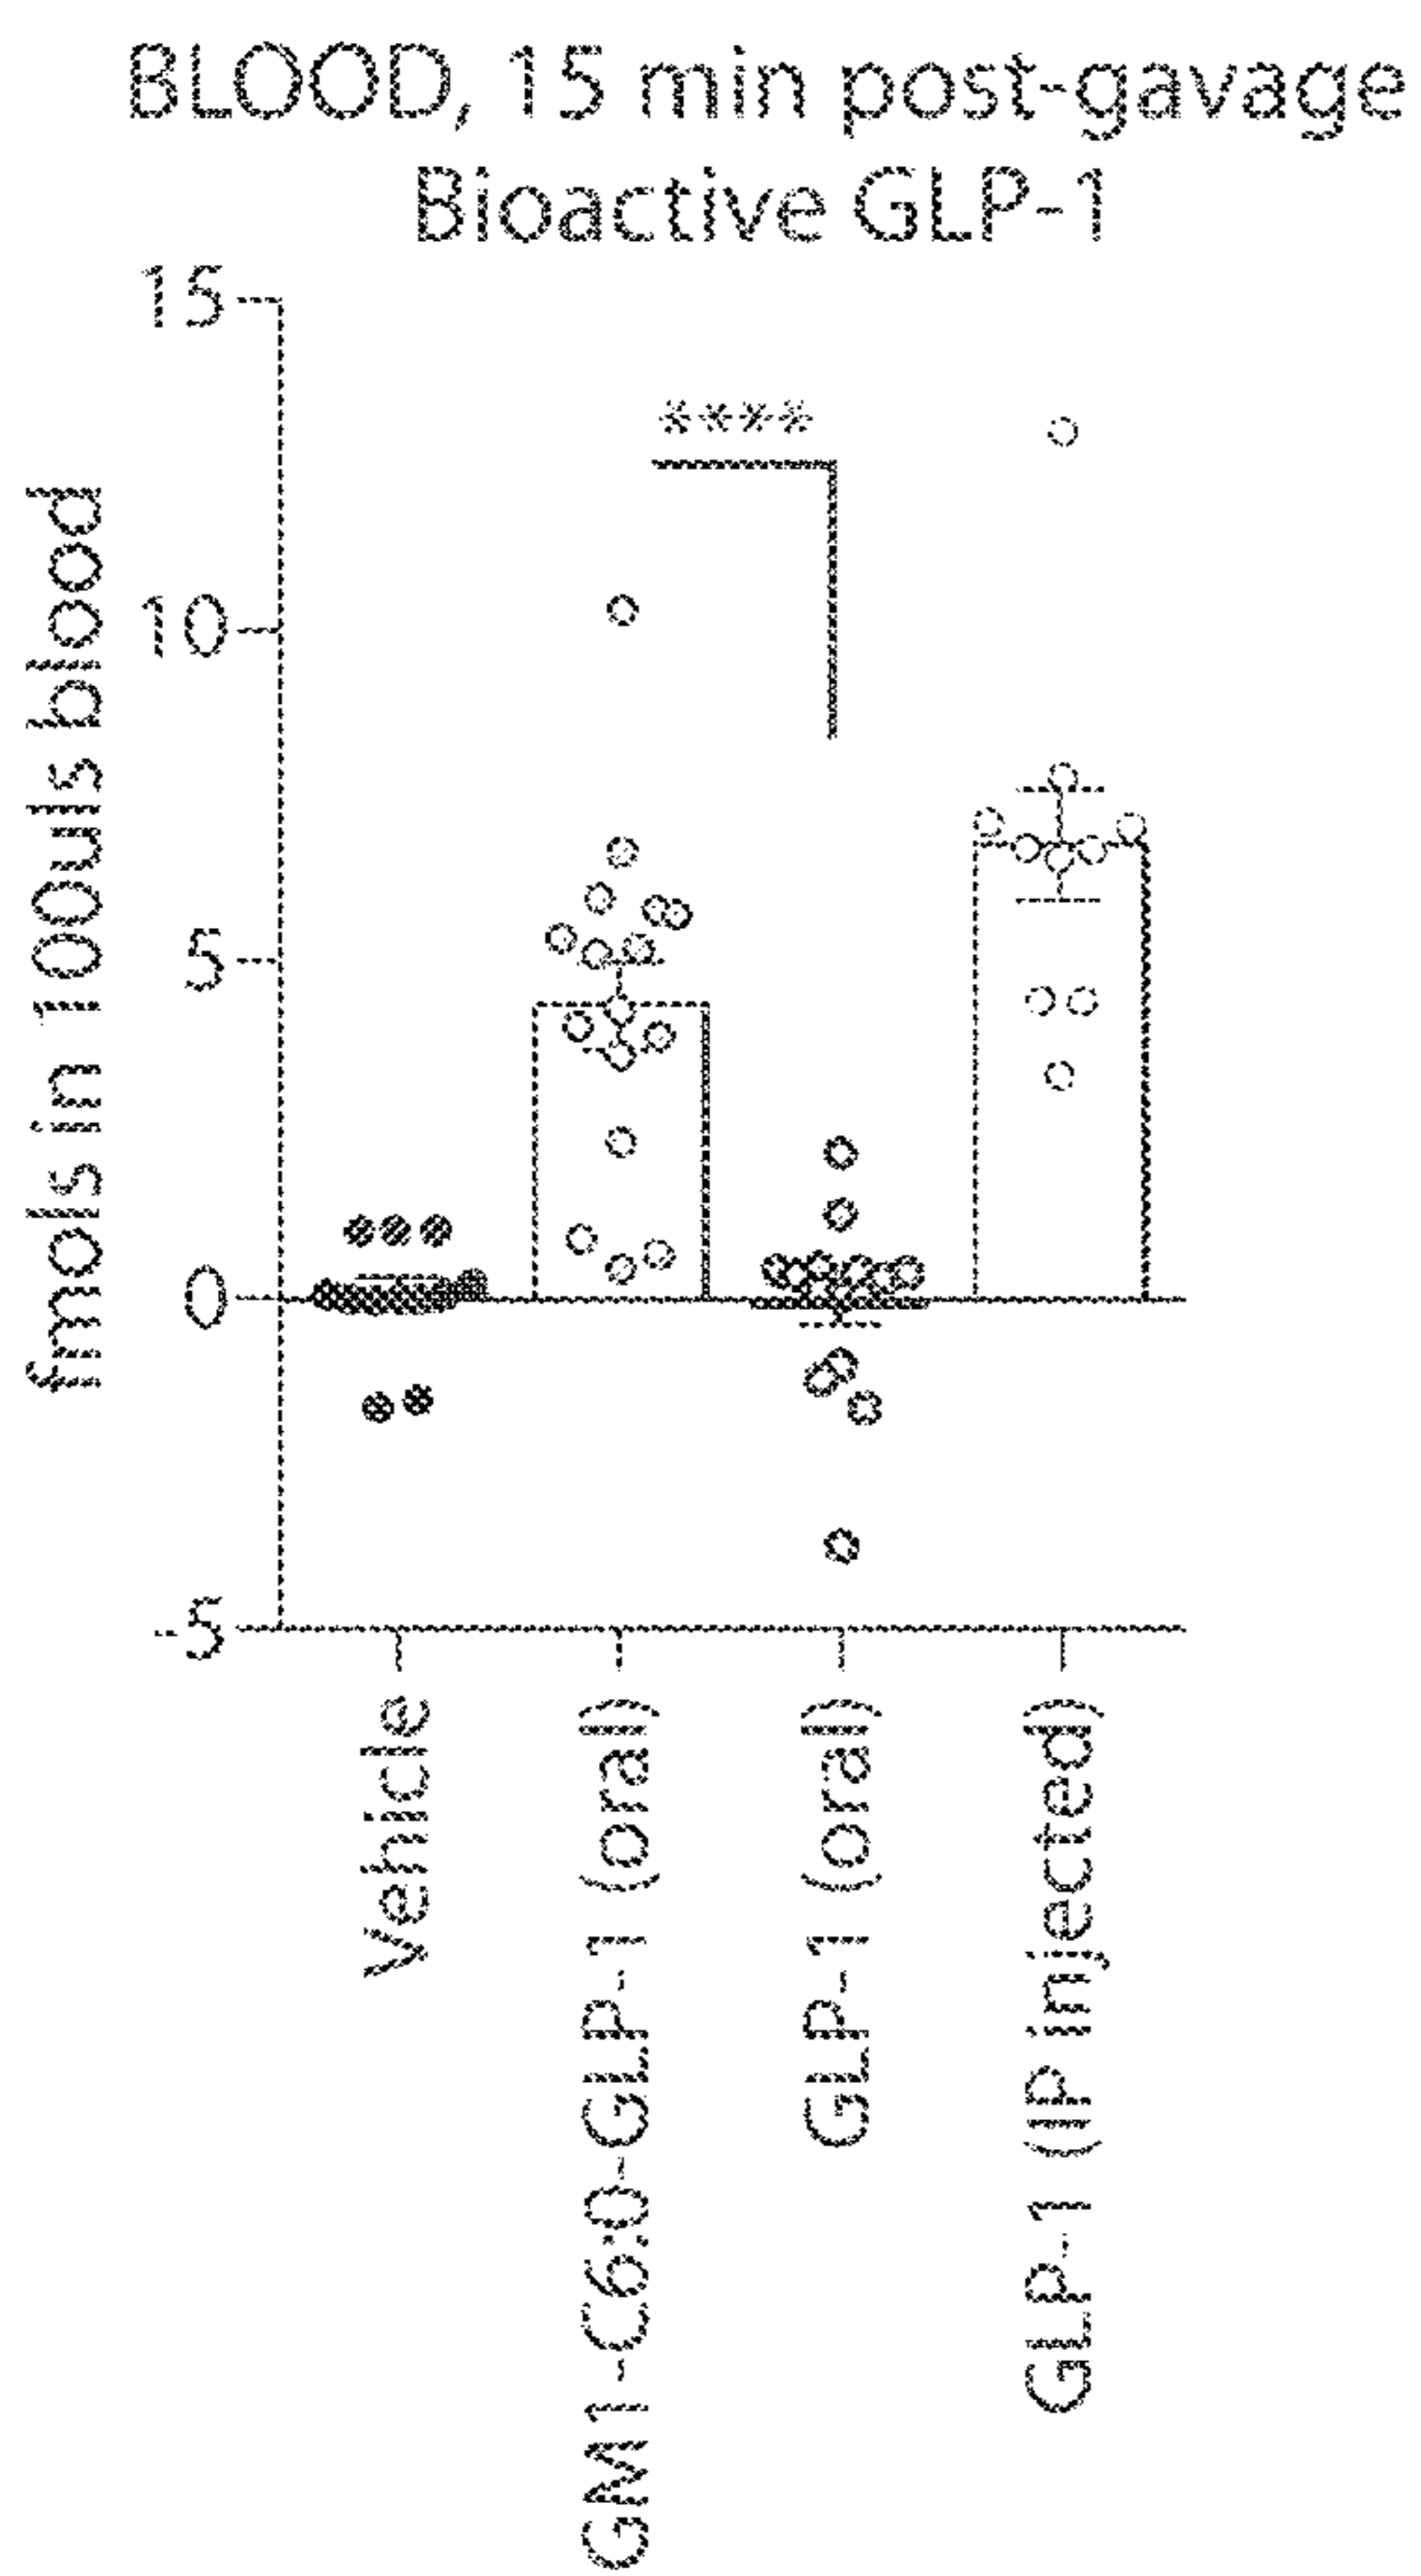 BLOOD, 15 min post-gavage
Bioactive GLP-1
fmols in 100uls blood
15
10
5
0
-5
****
Vehicle
GM1-C6:0-GLP-1 (oral)
GLP-1 (oral)
GLP-1 (IP injected)